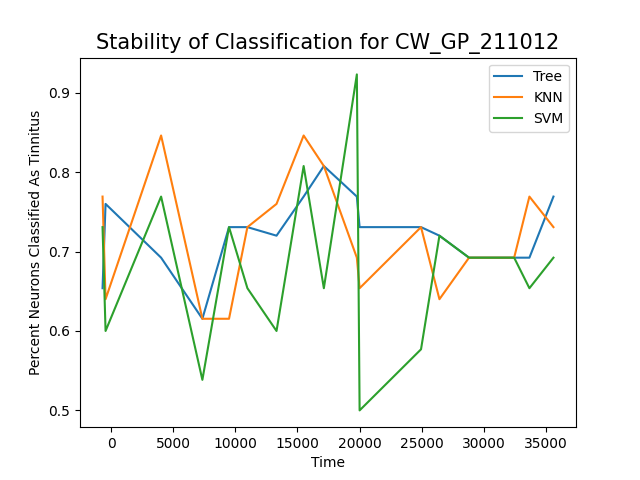 Stability of Classification for CW_GP_211012
Tree
KNN
SVM
Percent Neurons Classified As Tinnitus
0.9
0.8
0.7
0.6
0.5
0 5000 10000 15000 20000 25000 30000 35000
Time